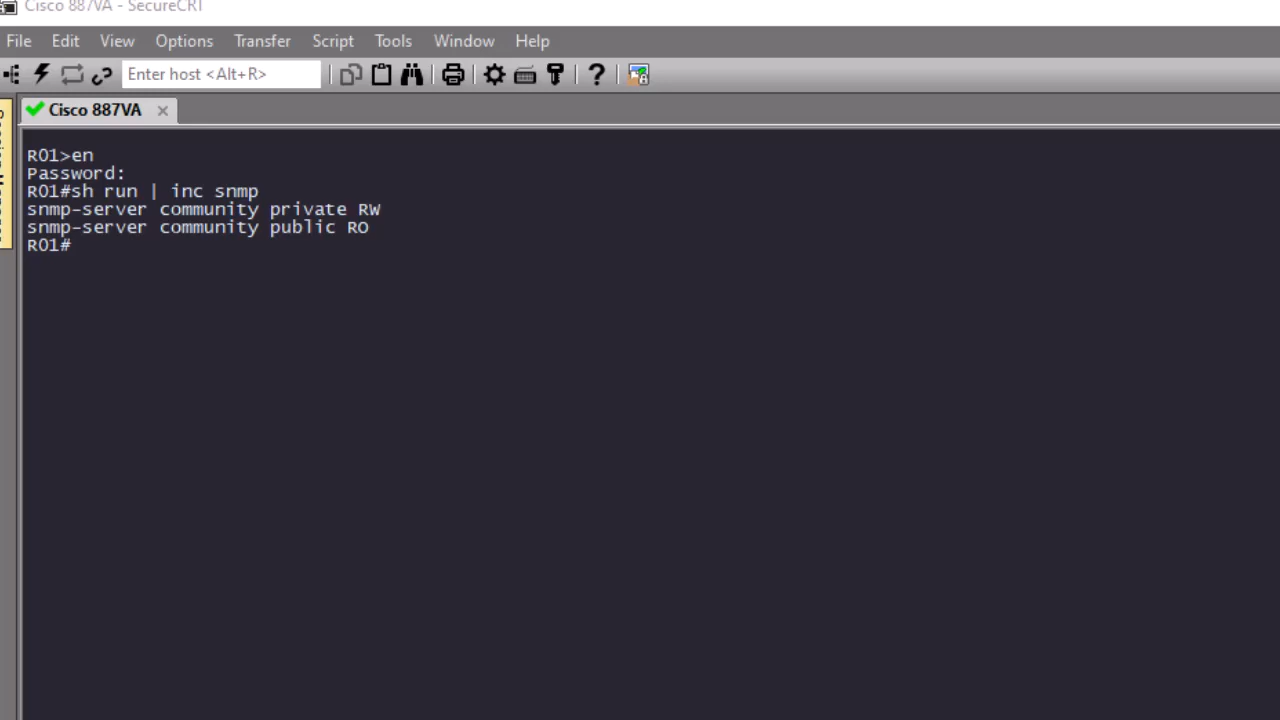 Cisco 887VA - SecureCRT
File Edit View Options Transfer Script Tools Window Help
Enter host <Alt+R>
Cisco 887VA
R01>en
Password:
R01#sh run | inc snmp
snmp-server community private RW
snmp-server community public RO
R01#